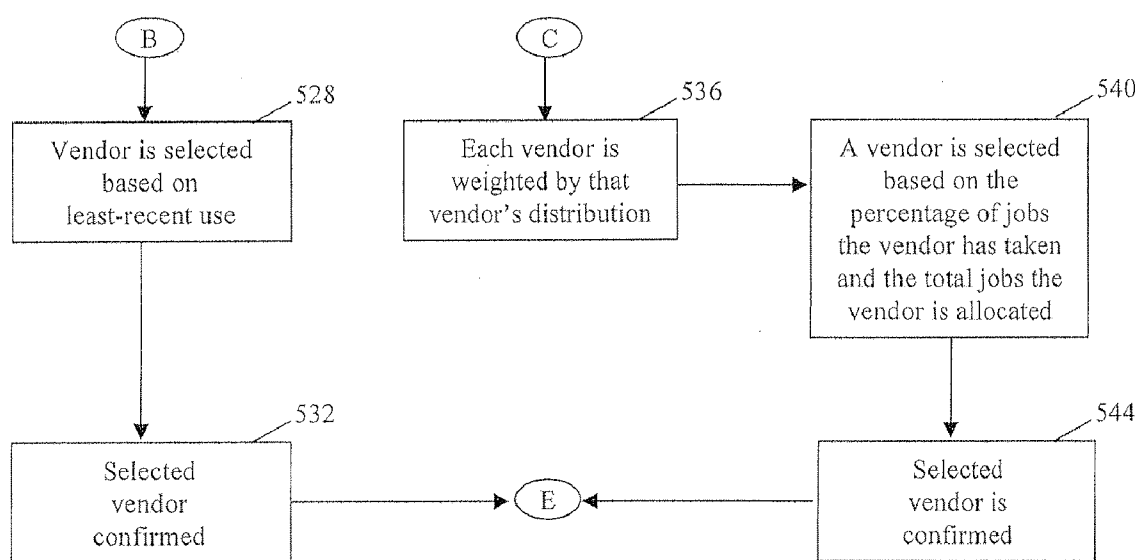 B
528
Vendor is selected
based on
least-recent use
532
Selected
vendor
confirmed
C
536
Each vendor is
weighted by that
vendor's distribution
540
A vendor is selected
based on the
percentage of jobs
the vendor has taken
and the total jobs the
vendor is allocated
544
Selected
vendor is
confirmed
E